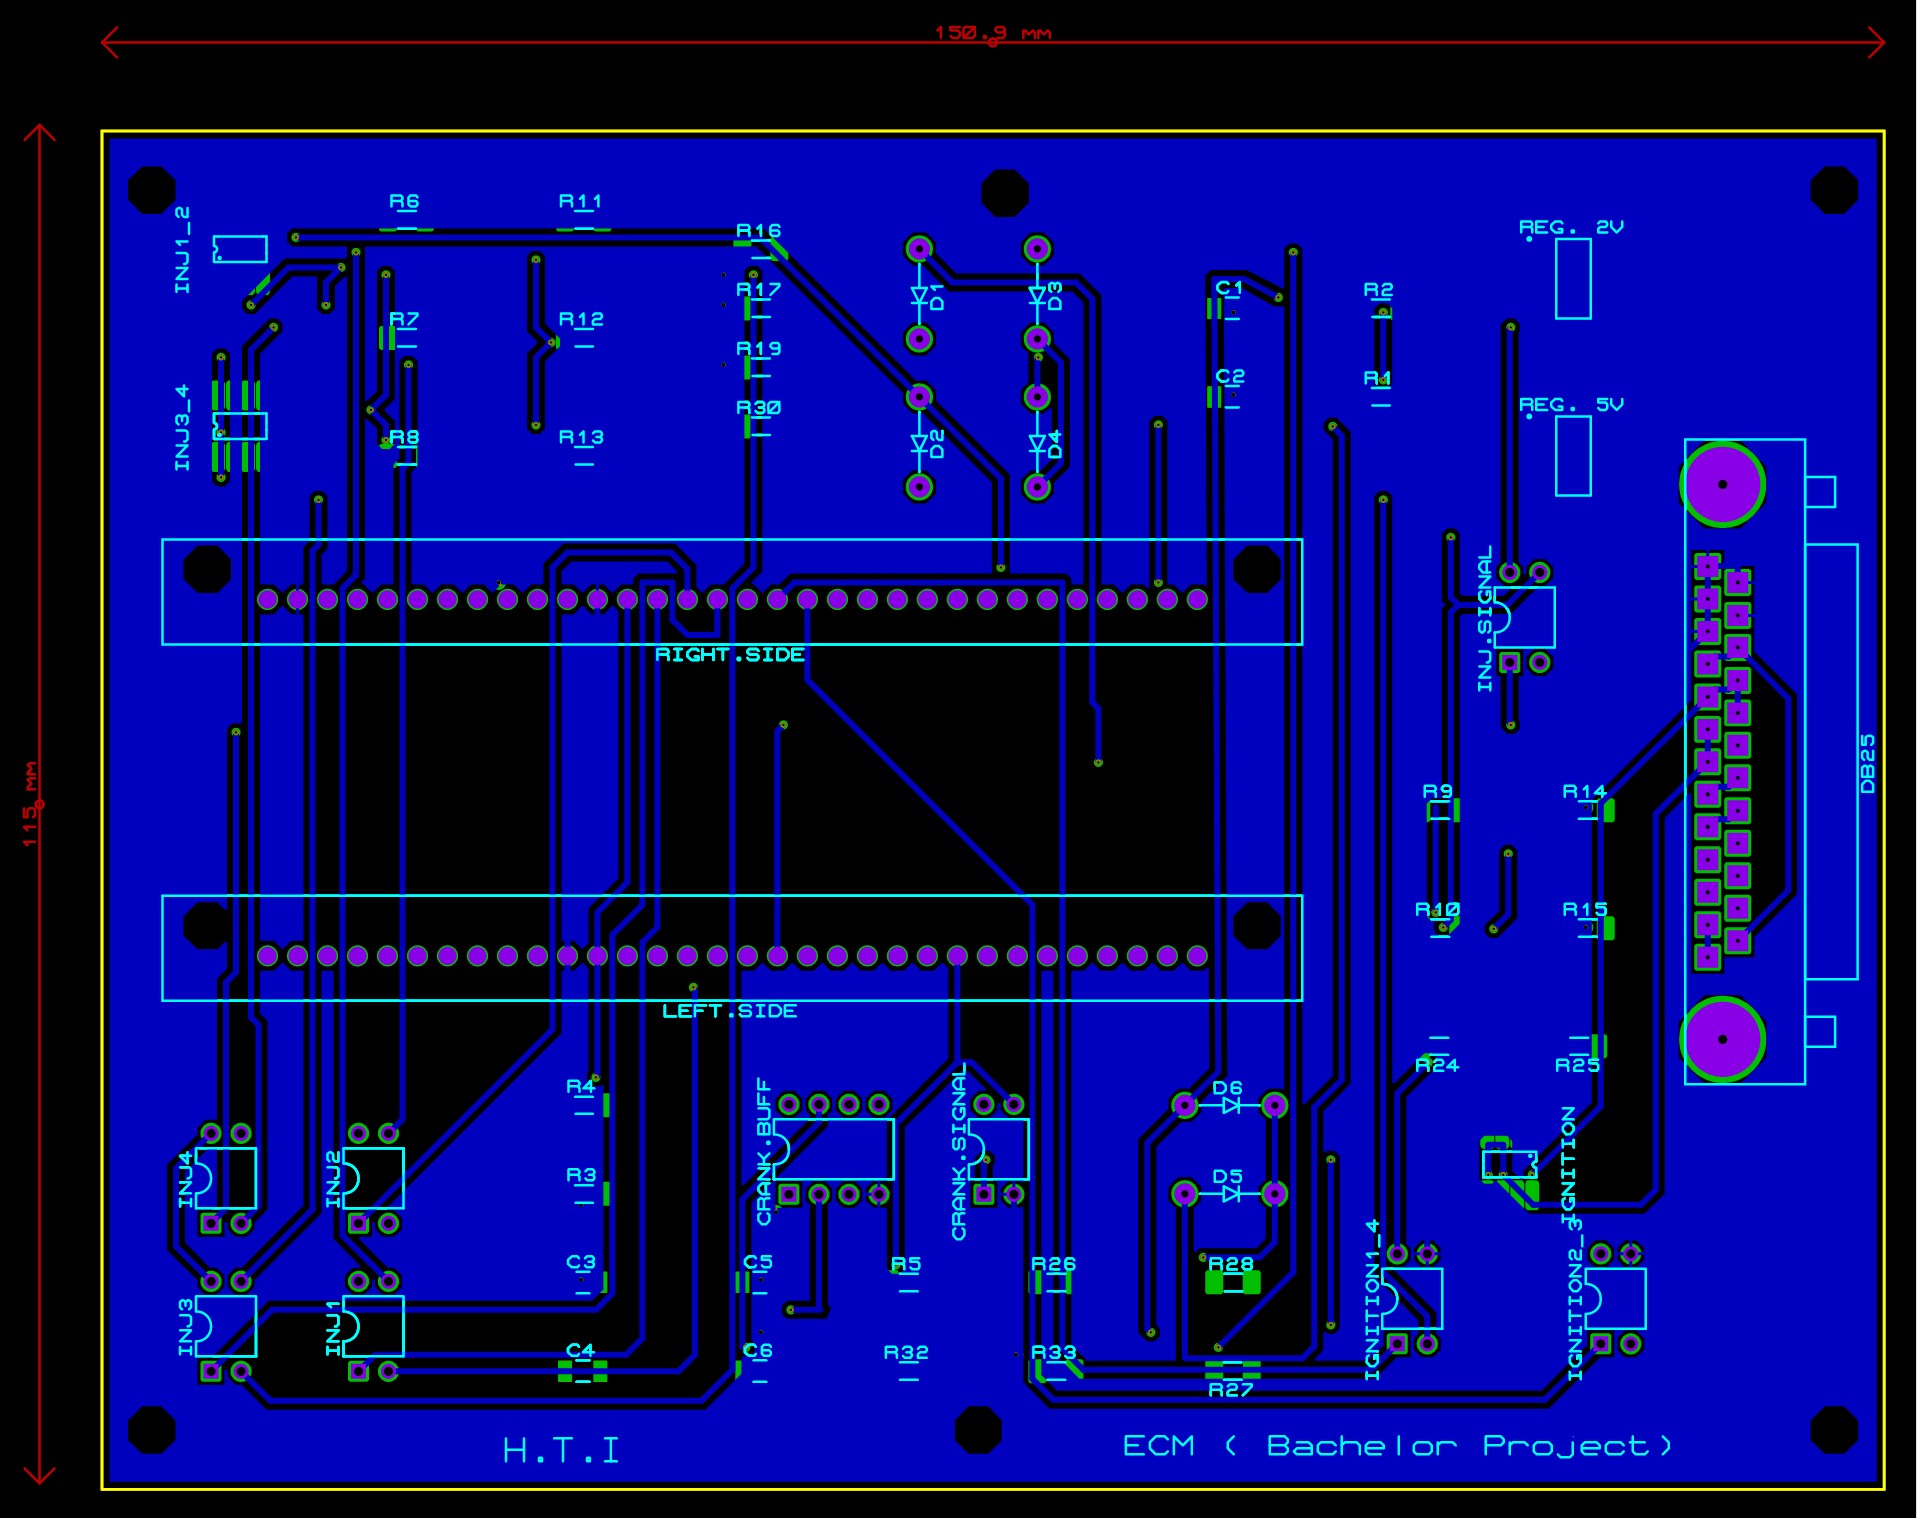 150.9 mm
115 mm
R6
R11
INJ1_2
R16
REG. 2V
R17
D1
D3
C1
R2
R7
R12
R19
C2
R1
INJ3_4
R30
REG. 5V
R8
R13
D2
D4
INJ.SIGNAL
RIGHT.SIDE
DB25
R9
R14
R10
R15
LEFT.SIDE
R24
R25
R4
CRANK.BUFF
CRANK.SIGNAL
D6
IGNITION
INJ4
INJ2
R3
D5
C3
C5
R5
R26
R28
IGNITION1_4
IGNITION2_3
INJ3
INJ1
C4
C6
R32
R33
R27
H.T.I
ECM ( Bachelor Project)